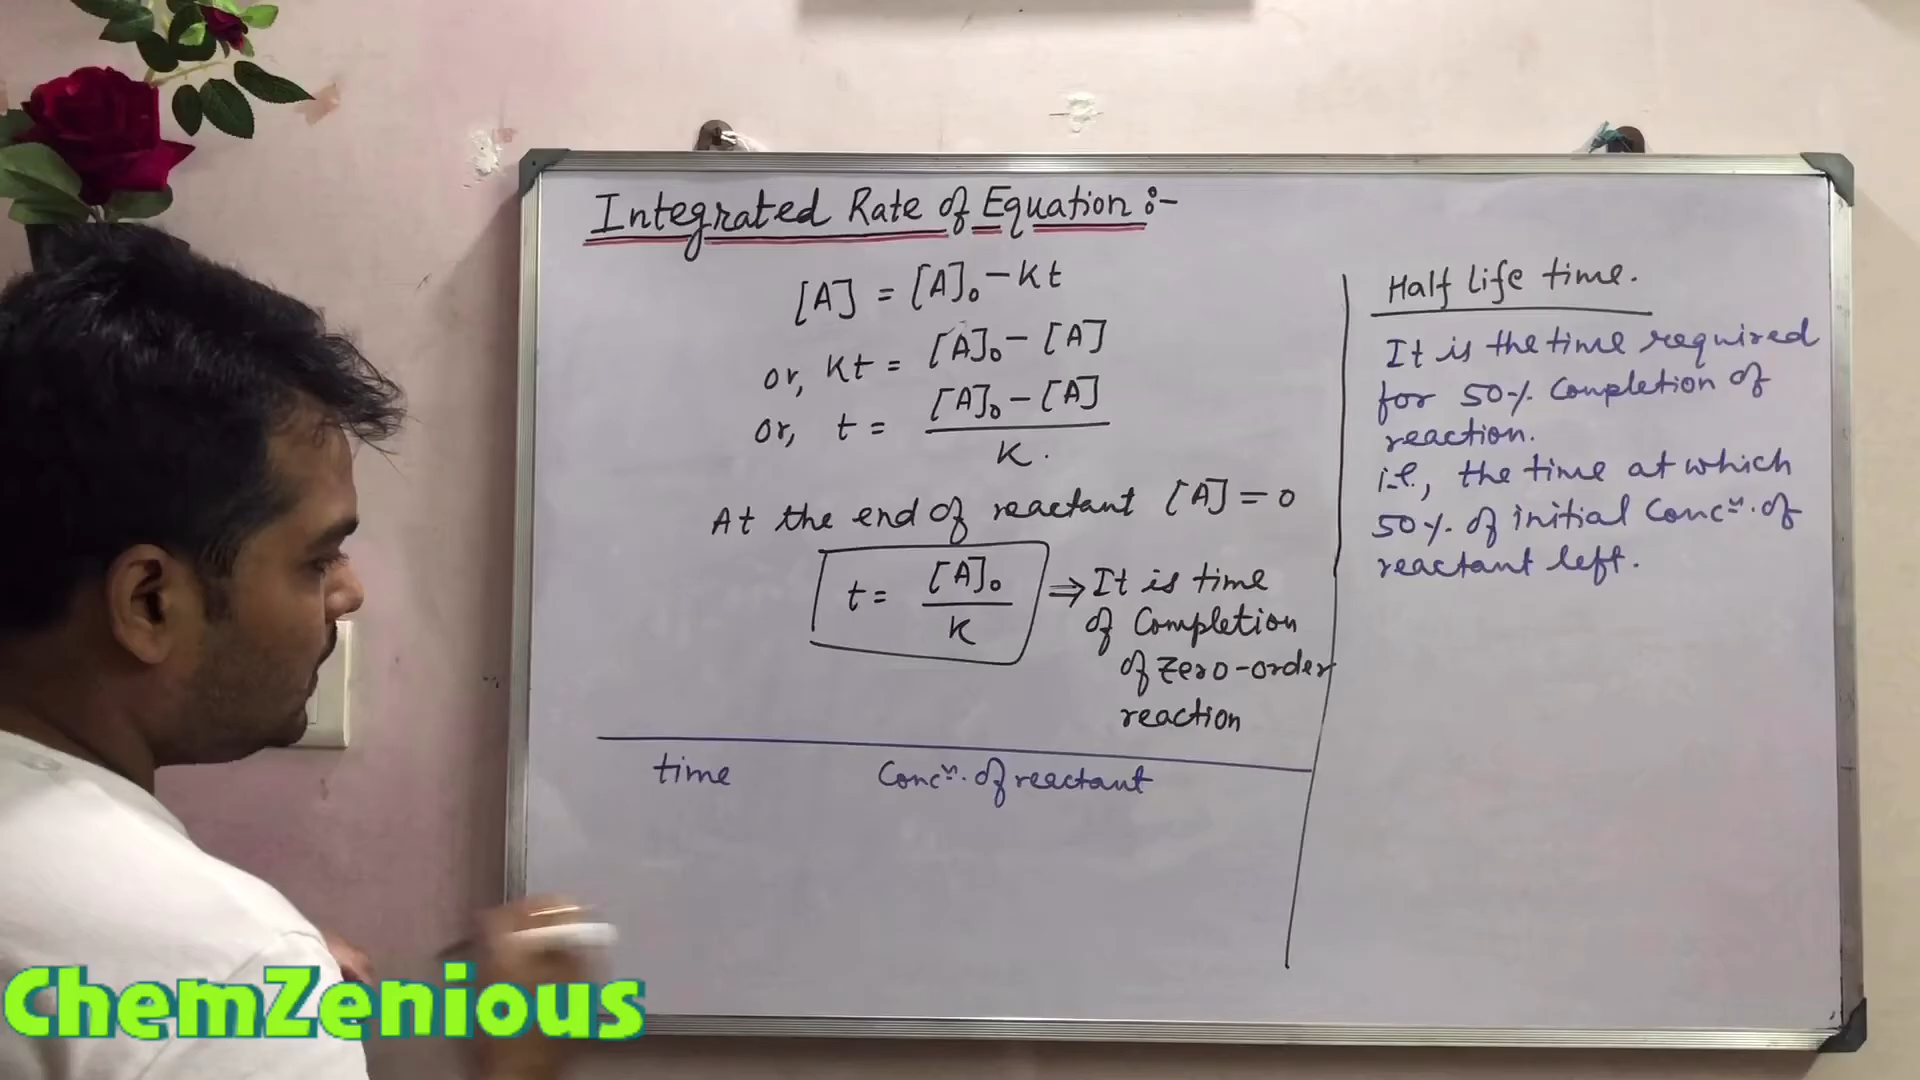 Integrated Rate of Equation :-
[A] = [A]₀ - Kt
or, Kt = [A]₀ - [A]
or, t = [A]₀ - [A]
K.
At the end of reactant [A] = 0
t = [A]₀
K
⇒ It is time
of Completion
of Zero-order
reaction
time Concⁿ. of reactant
Half life time.
It is the time required
for 50% Completion of
reaction.
i.e., the time at which
50% of initial Concⁿ. of
reactant left.
ChemZenious